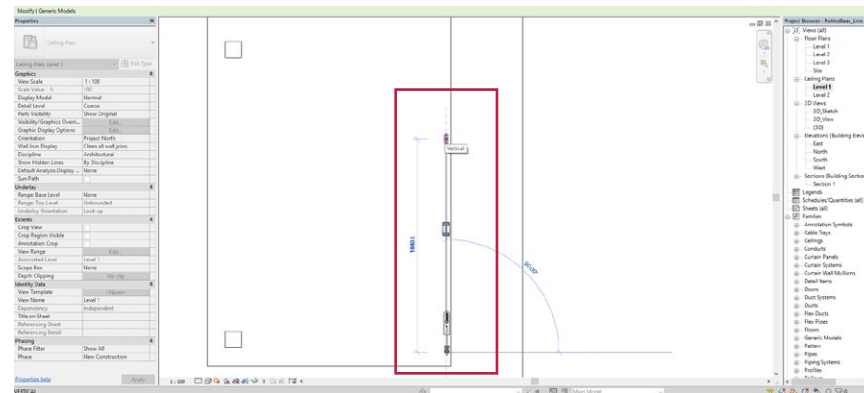 Modify | Generic Models
Properties
Ceiling Plan
Ceiling Plan: Level 1
Edit Type
Graphics
View Scale 1 : 100
Scale Value 1: 100
Display Model Normal
Detail Level Coarse
Parts Visibility Show Original
Visibility/Graphics Overri... Edit...
Graphic Display Options Edit...
Orientation Project North
Wall Join Display Clean all wall joins
Discipline Architectural
Show Hidden Lines By Discipline
Default Analysis Display ... None
Sun Path
Underlay
Range: Base Level None
Range: Top Level Unbounded
Underlay Orientation Look up
Extents
Crop View
Crop Region Visible
Annotation Crop
View Range Edit...
Associated Level Level 1
Scope Box None
Depth Clipping No clip
Identity Data
View Template <None>
View Name Level 1
Dependency Independent
Title on Sheet
Referencing Sheet
Referencing Detail
Phasing
Phase Filter Show All
Phase New Construction
Properties help
Apply
VERTICAL
Vertical
1840.0
90.00°
1 : 100
Main Model
Views (all)
Floor Plans
Level 1
Level 2
Level 3
Site
Ceiling Plans
Level 1
Level 2
3D Views
3D_Sketch
3D_View
{3D}
East
North
South
West
Section 1
Legends
Schedules/Quantities (all)
Sheets (all)
Families
Annotation Symbols
Cable Trays
Ceilings
Conduits
Curtain Panels
Curtain Systems
Curtain Wall Mullions
Detail Items
Doors
Duct Systems
Ducts
Flex Ducts
Flex Pipes
Floors
Generic Models
Pattern
Pipes
Piping Systems
Profiles